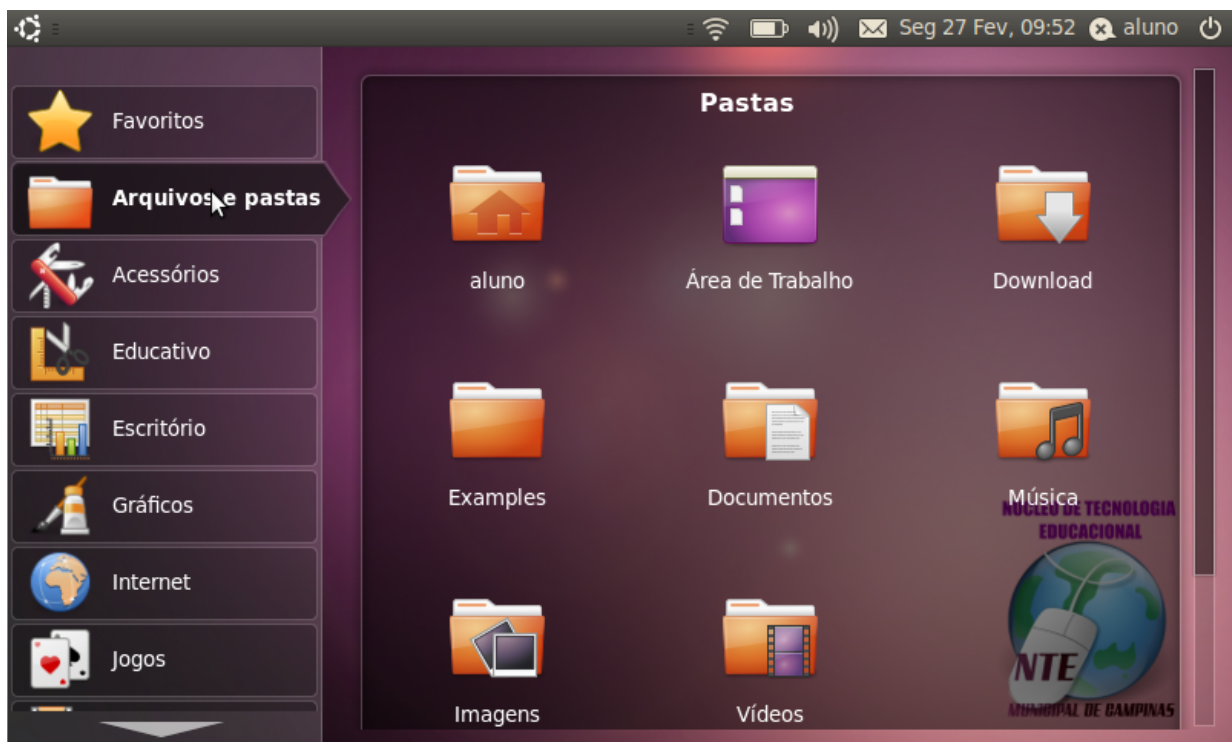 Seg 27 Fev, 09:52 aluno
Favoritos
Arquivos e pastas
Acessórios
Educativo
Escritório
Gráficos
Internet
Jogos
Pastas
aluno Área de Trabalho Download
Examples Documentos Música
NÚCLEO DE TECNOLOGIA
EDUCACIONAL
NTE
MUNICIPAL DE CAMPINAS
Imagens Vídeos